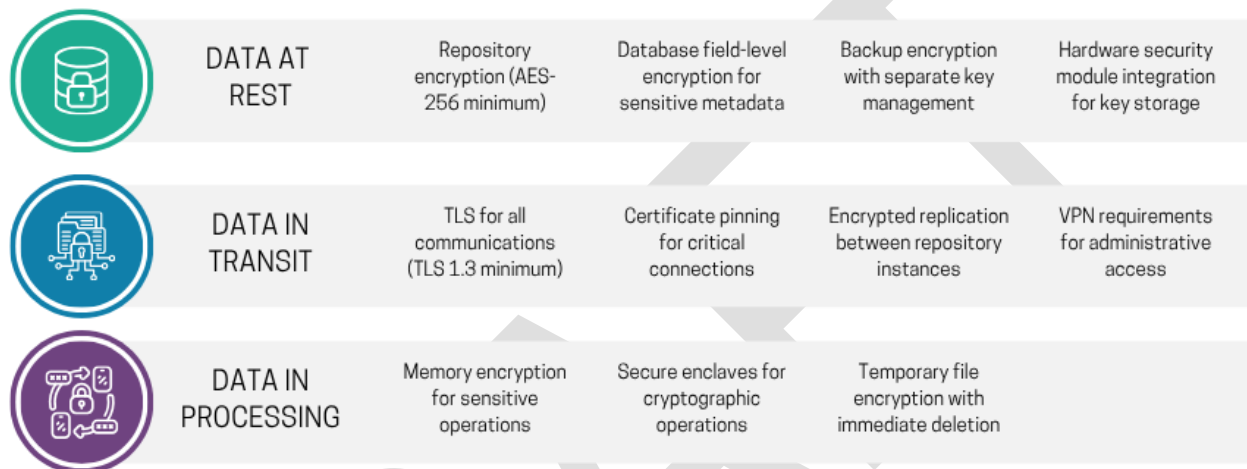 DATA AT
REST
Repository
encryption (AES-
256 minimum)
Database field-level
encryption for
sensitive metadata
Backup encryption
with separate key
management
Hardware security
module integration
for key storage
DATA IN
TRANSIT
TLS for all
communications
(TLS 1.3 minimum)
Certificate pinning
for critical
connections
Encrypted replication
between repository
instances
VPN requirements
for administrative
access
DATA IN
PROCESSING
Memory encryption
for sensitive
operations
Secure enclaves for
cryptographic
operations
Temporary file
encryption with
immediate deletion